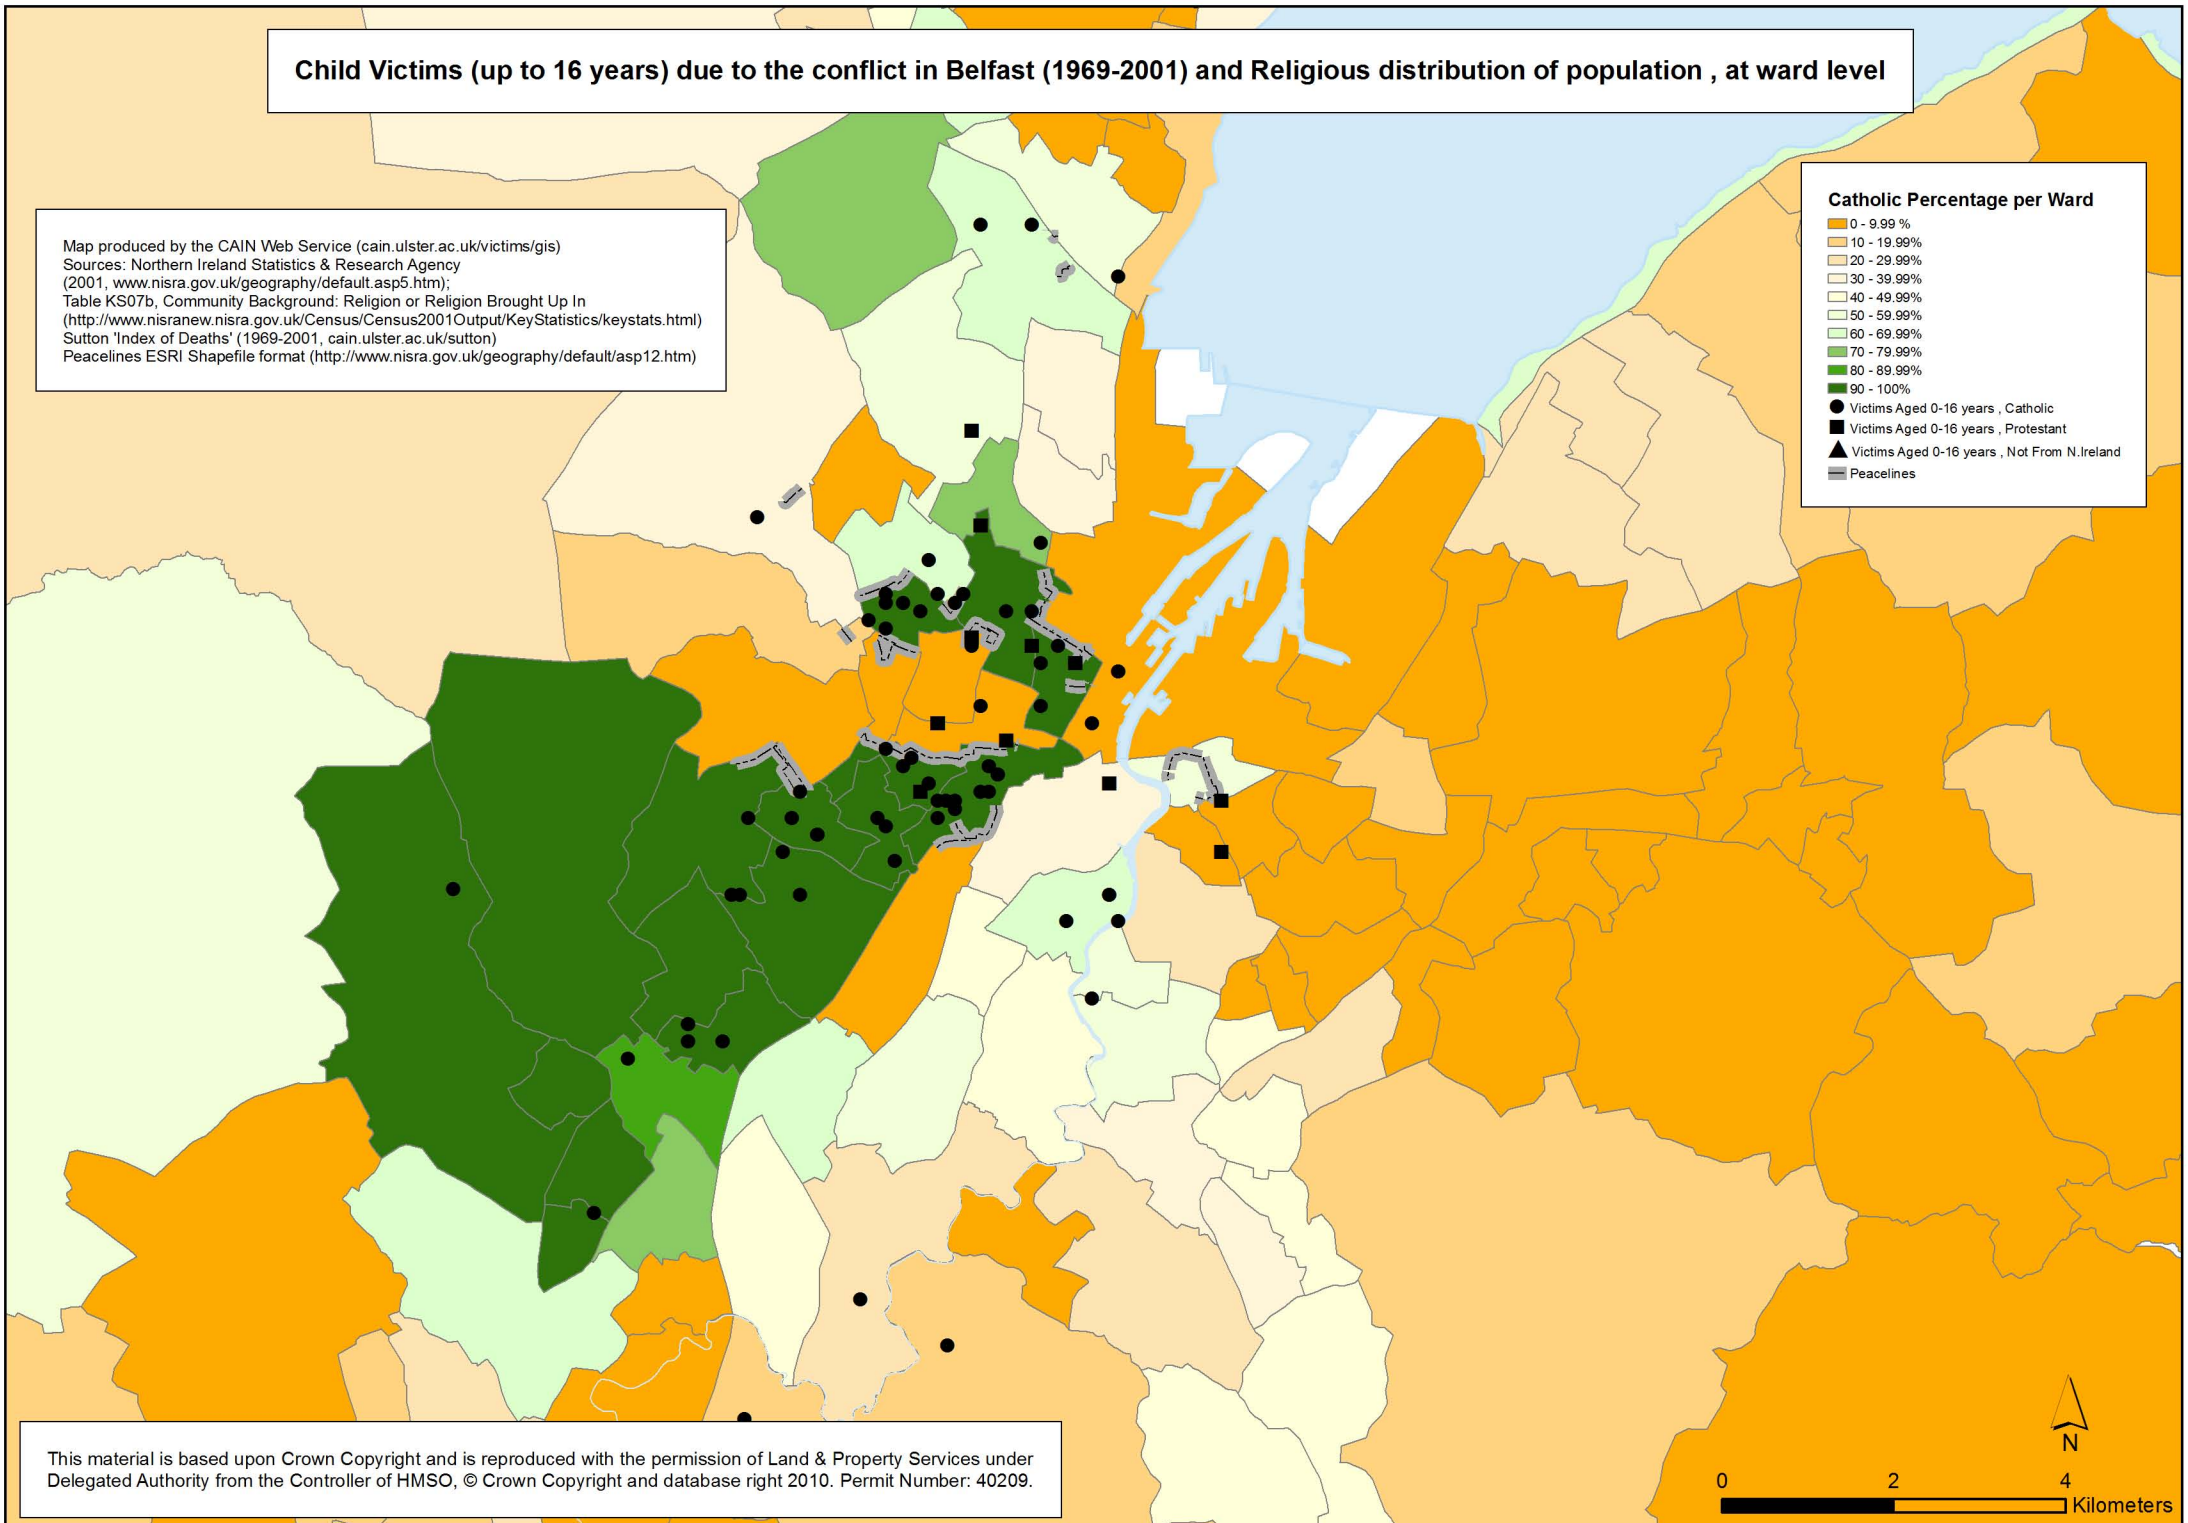 Child Victims (up to 16 years) due to the conflict in Belfast (1969-2001) and Religious distribution of population , at ward level
Map produced by the CAIN Web Service (cain.ulster.ac.uk/victims/gis)
Sources: Northern Ireland Statistics & Research Agency
(2001, www.nisra.gov.uk/geography/default.asp5.htm);
Table KS07b, Community Background: Religion or Religion Brought Up In
(http://www.nisranew.nisra.gov.uk/Census/Census2001Output/KeyStatistics/keystats.html)
Sutton 'Index of Deaths' (1969-2001, cain.ulster.ac.uk/sutton)
Peacelines ESRI Shapefile format (http://www.nisra.gov.uk/geography/default/asp12.htm)
Catholic Percentage per Ward
0 - 9.99 %
10 - 19.99%
20 - 29.99%
30 - 39.99%
40 - 49.99%
50 - 59.99%
60 - 69.99%
70 - 79.99%
80 - 89.99%
90 - 100%
Victims Aged 0-16 years , Catholic
Victims Aged 0-16 years , Protestant
Victims Aged 0-16 years , Not From N.Ireland
Peacelines
This material is based upon Crown Copyright and is reproduced with the permission of Land & Property Services under
Delegated Authority from the Controller of HMSO, © Crown Copyright and database right 2010. Permit Number: 40209.
N
0 2 4
Kilometers